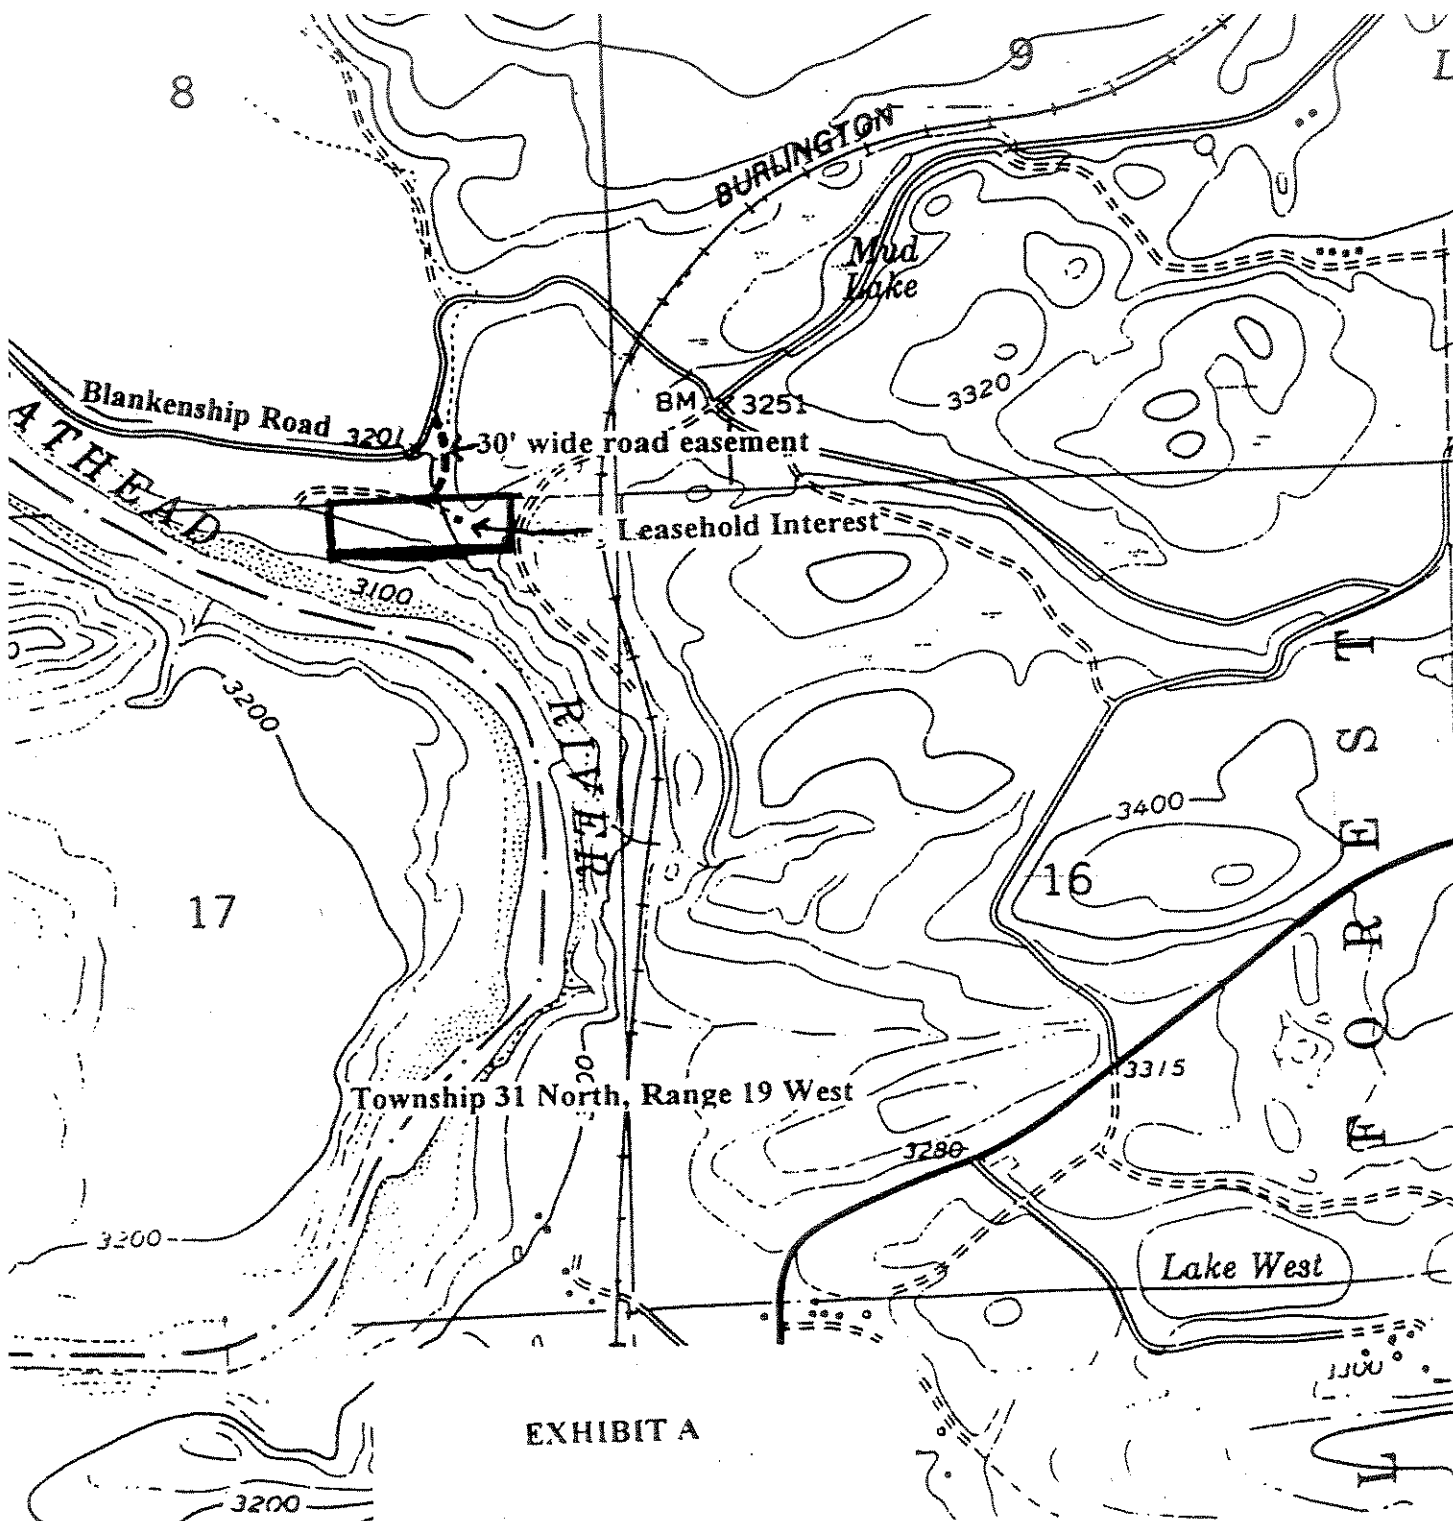 8
9
L
BURLINGTON
Mud
Lake
Blankenship Road
3201
BM
3251
3320
30' wide road easement
ATHEAD
Leasehold Interest
3100
3200
RIVER
3400
16
17
FOREST
3315
Township 31 North, Range 19 West
3280
3200
Lake West
EXHIBIT A
3200
L